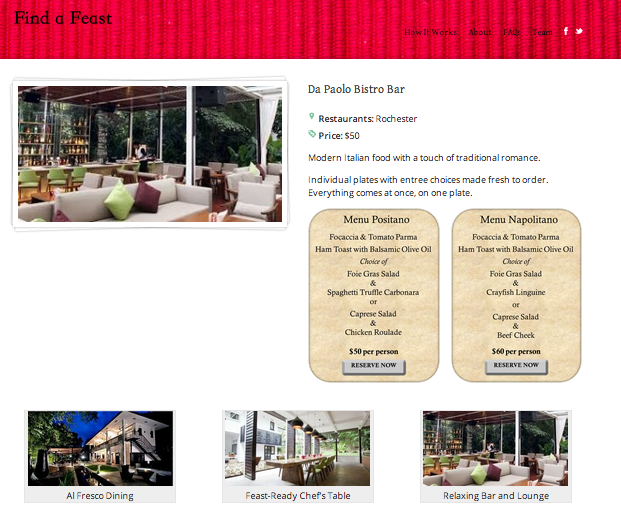 Find a Feast
How It Works About FAQs Team
Da Paolo Bistro Bar
Restaurants: Rochester
Price: $50
Modern Italian food with a touch of traditional romance.
Individual plates with entree choices made fresh to order.
Everything comes at once, on one plate.
Menu Positano
Focaccia & Tomato Parma
Ham Toast with Balsamic Olive Oil
Choice of
Foie Gras Salad
&
Spaghetti Truffle Carbonara
or
Caprese Salad
&
Chicken Roulade
$50 per person
RESERVE NOW
Menu Napolitano
Focaccia & Tomato Parma
Ham Toast with Balsamic Olive Oil
Choice of
Foie Gras Salad
&
Crayfish Linguine
or
Caprese Salad
&
Beef Cheek
$60 per person
RESERVE NOW
Al Fresco Dining
Feast-Ready Chef's Table
Relaxing Bar and Lounge